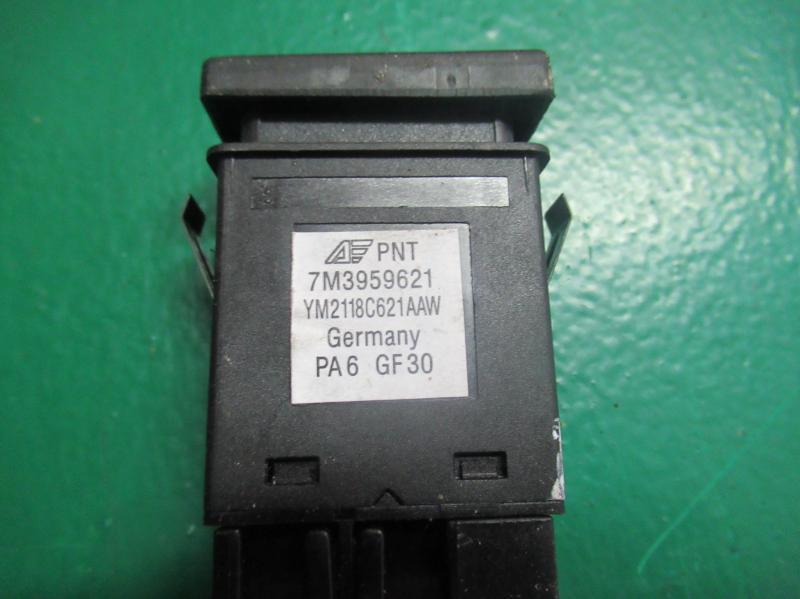 PNT
7M3959621
YM2118C621AAW
Germany
PA6 GF30